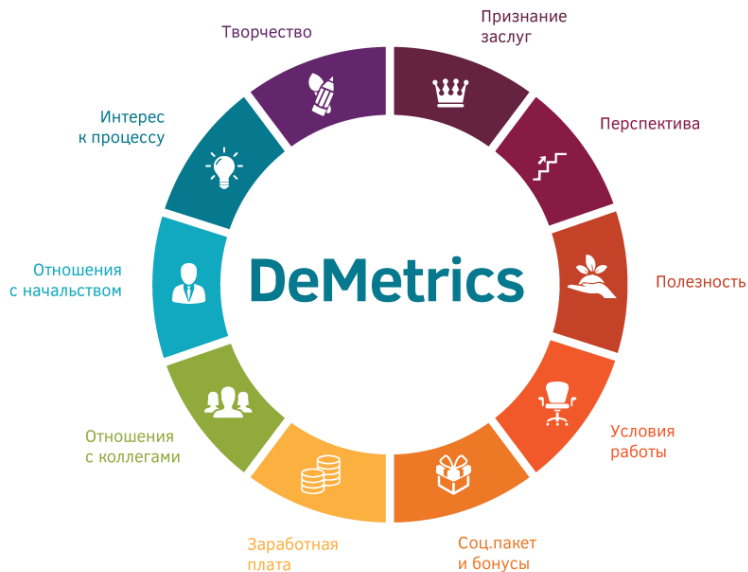 Признание
заслуг
Перспектива
Полезность
Условия
работы
Соц.пакет
и бонусы
Заработная
плата
Отношения
с коллегами
Отношения
с начальством
Интерес
к процессу
Творчество
DeMetrics